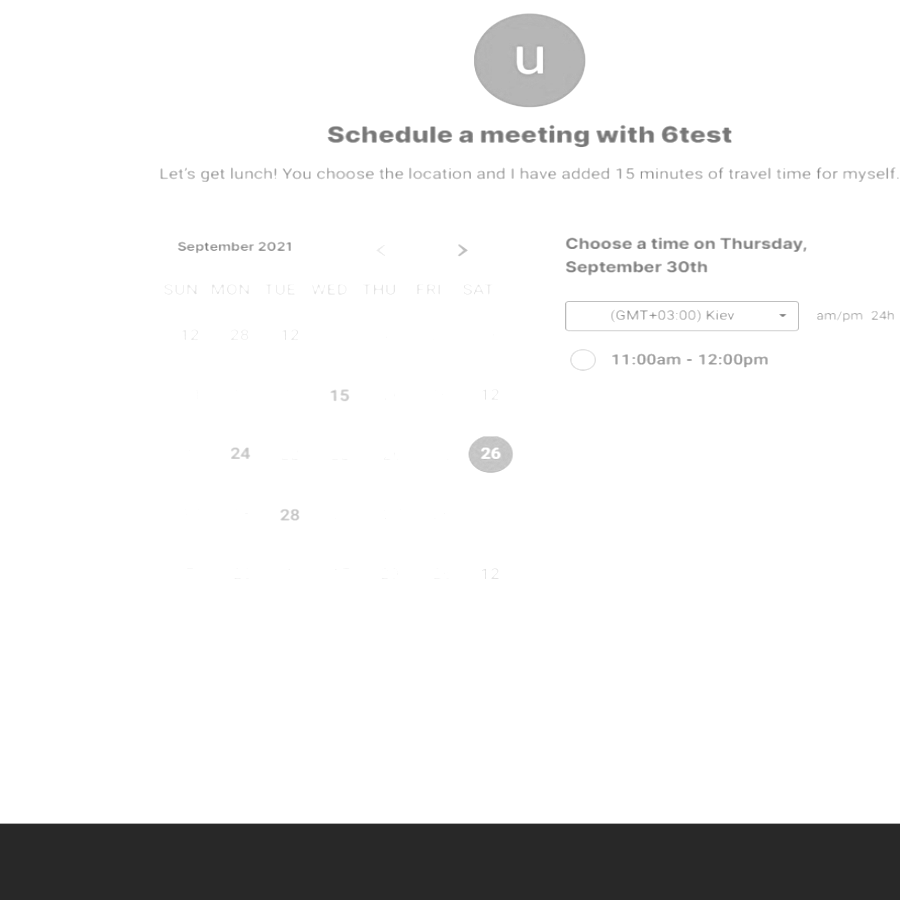 u
Schedule a meeting with 6test
Let's get lunch! You choose the location and I have added 15 minutes of travel time for myself.
September 2021
SUN MON TUE WED THU FRI SAT
12 28 12
15 12
24 26
28
12
Choose a time on Thursday,
September 30th
(GMT+03:00) Kiev
am/pm 24h
11:00am - 12:00pm